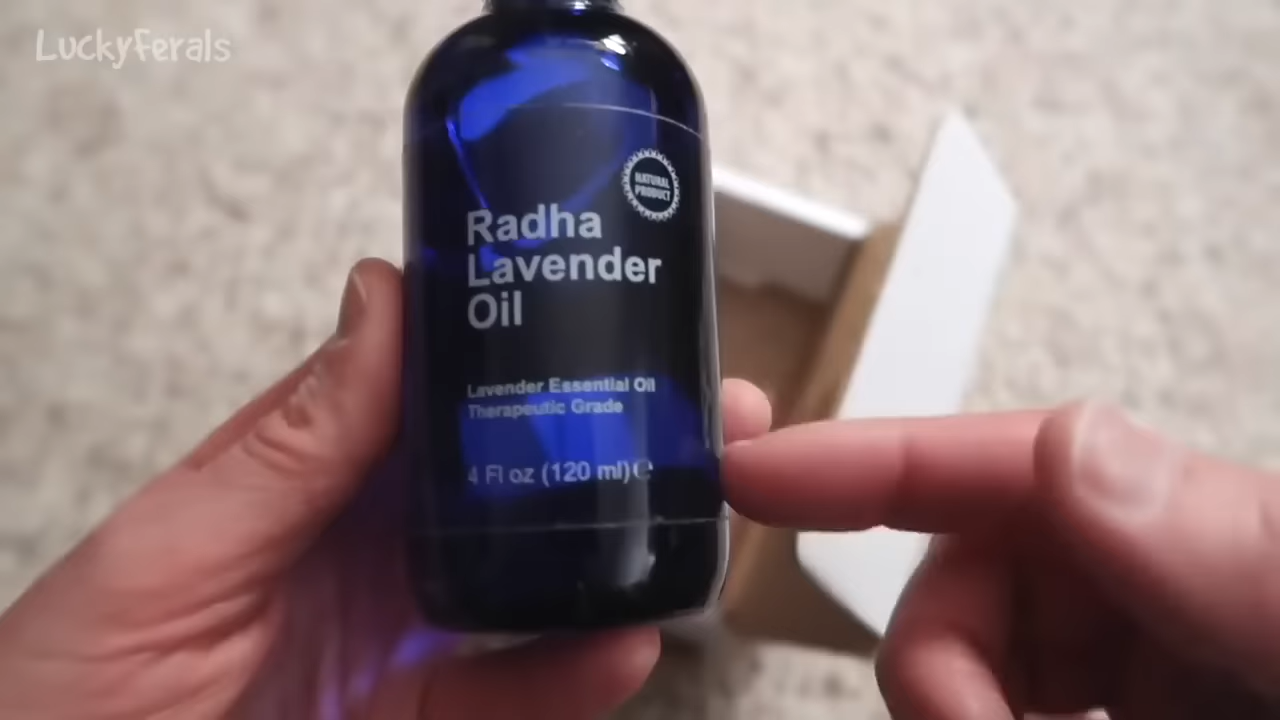 LuckyFerals
NATURAL
PRODUCT
Radha
Lavender
Oil
Lavender Essential Oil
Therapeutic Grade
4 Fl oz (120 ml) ℮